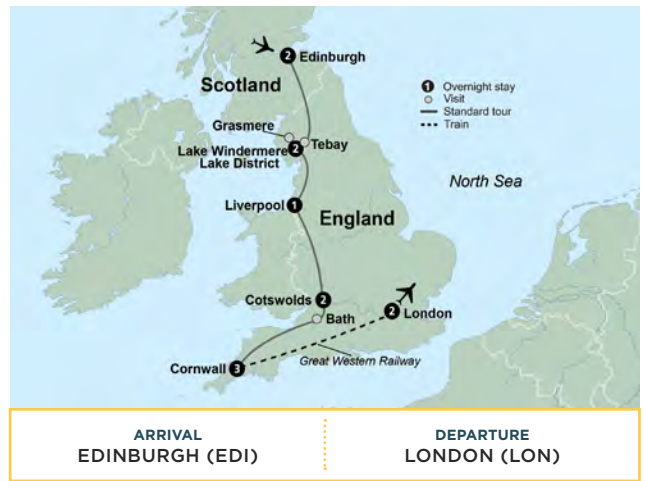 2 Edinburgh
Scotland
1 Overnight stay
Visit
Standard tour
Train
Grasmere
Tebay
Lake Windermere 2
Lake District
North Sea
Liverpool 1
England
Cotswolds 2
2 London
Bath
Great Western Railway
Cornwall 3
ARRIVAL
EDINBURGH (EDI)
DEPARTURE
LONDON (LON)